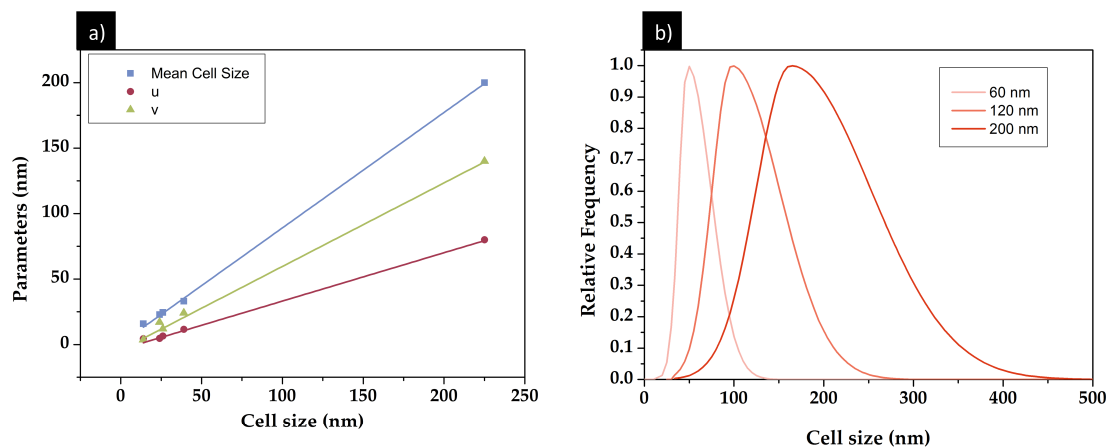 a)
Mean Cell Size
u
v
200
150
100
50
0
Parameters (nm)
0 50 100 150 200 250
Cell size (nm)
b)
60 nm
120 nm
200 nm
1.0
0.9
0.8
0.7
0.6
0.5
0.4
0.3
0.2
0.1
0.0
Relative Frequency
0 100 200 300 400 500
Cell size (nm)